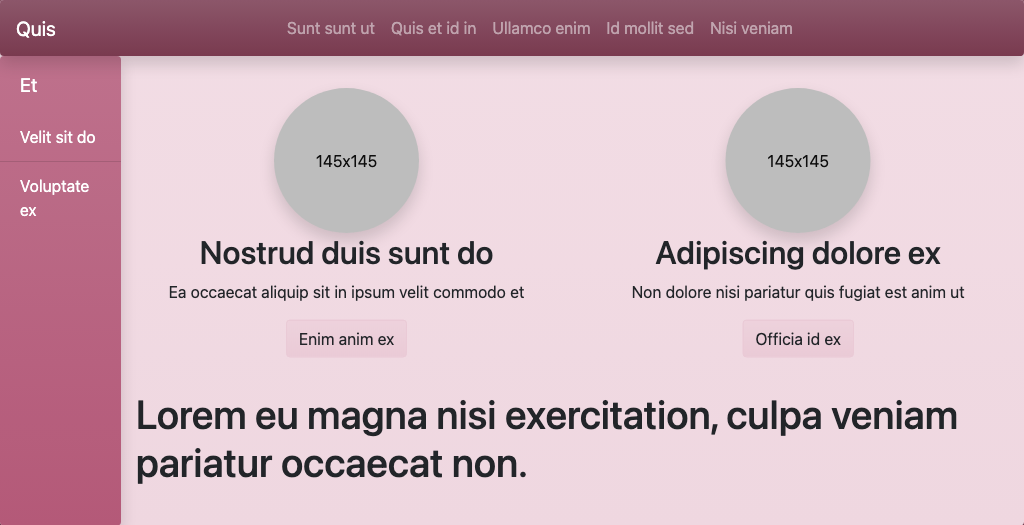 Quis
Sunt sunt ut
Quis et id in
Ullamco enim
Id mollit sed
Nisi veniam
Et
Velit sit do
Voluptate
ex
145x145
Nostrud duis sunt do
Ea occaecat aliquip sit in ipsum velit commodo et
Enim anim ex
145x145
Adipiscing dolore ex
Non dolore nisi pariatur quis fugiat est anim ut
Officia id ex
Lorem eu magna nisi exercitation, culpa veniam
pariatur occaecat non.